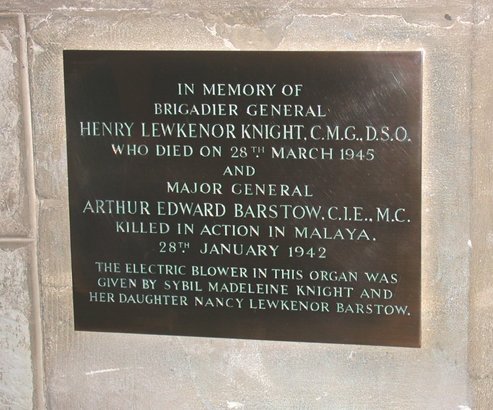 IN MEMORY OF
BRIGADIER GENERAL
HENRY LEWKENOR KNIGHT, C.M.G., D.S.O.
WHO DIED ON 28TH MARCH 1945
AND
MAJOR GENERAL
ARTHUR EDWARD BARSTOW, C.I.E., M.C.
KILLED IN ACTION IN MALAYA.
28TH JANUARY 1942
THE ELECTRIC BLOWER IN THIS ORGAN WAS
GIVEN BY SYBIL MADELEINE KNIGHT AND
HER DAUGHTER NANCY LEWKENOR BARSTOW.